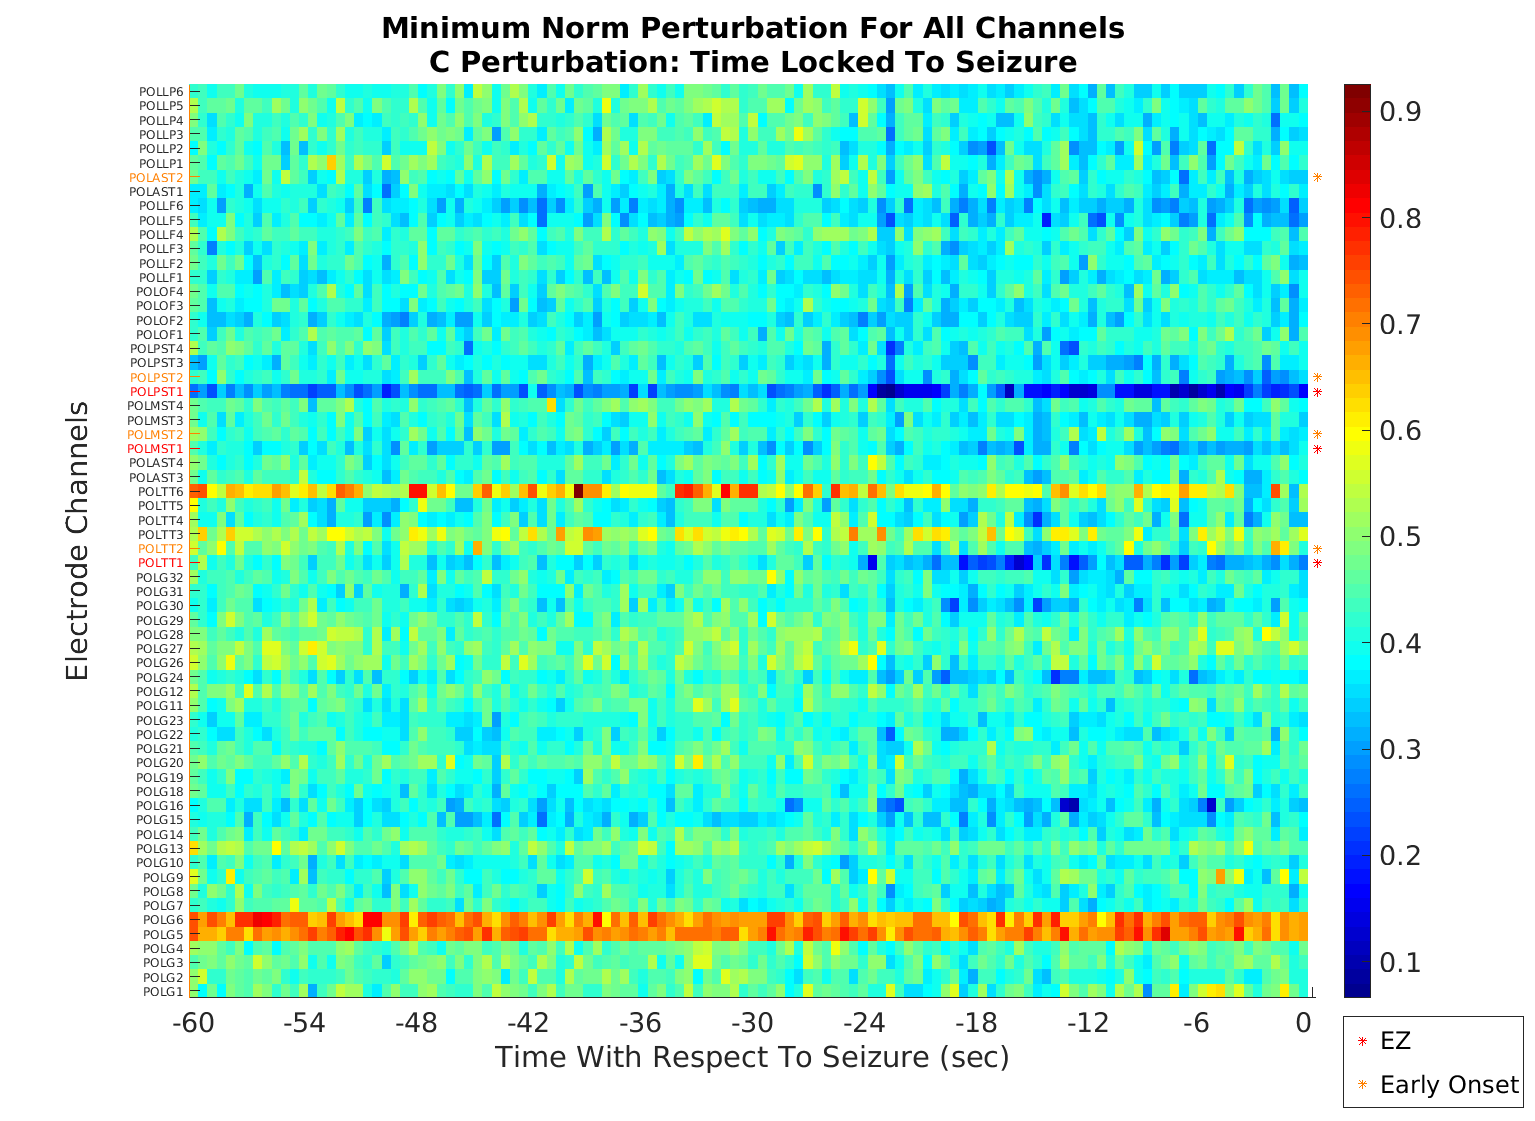 Minimum Norm Perturbation For All Channels
C Perturbation: Time Locked To Seizure
Electrode Channels
POLLP6
POLLP5
POLLP4
POLLP3
POLLP2
POLLP1
POLAST2
POLAST1
POLLF6
POLLF5
POLLF4
POLLF3
POLLF2
POLLF1
POLOF4
POLOF3
POLOF2
POLOF1
POLPST4
POLPST3
POLPST2
POLPST1
POLMST4
POLMST3
POLMST2
POLMST1
POLAST4
POLAST3
POLTT6
POLTT5
POLTT4
POLTT3
POLTT2
POLTT1
POLG32
POLG31
POLG30
POLG29
POLG28
POLG27
POLG26
POLG24
POLG12
POLG11
POLG23
POLG22
POLG21
POLG20
POLG19
POLG18
POLG16
POLG15
POLG14
POLG13
POLG10
POLG9
POLG8
POLG7
POLG6
POLG5
POLG4
POLG3
POLG2
POLG1
-60 -54 -48 -42 -36 -30 -24 -18 -12 -6 0
Time With Respect To Seizure (sec)
0.9
0.8
0.7
0.6
0.5
0.4
0.3
0.2
0.1
EZ
Early Onset